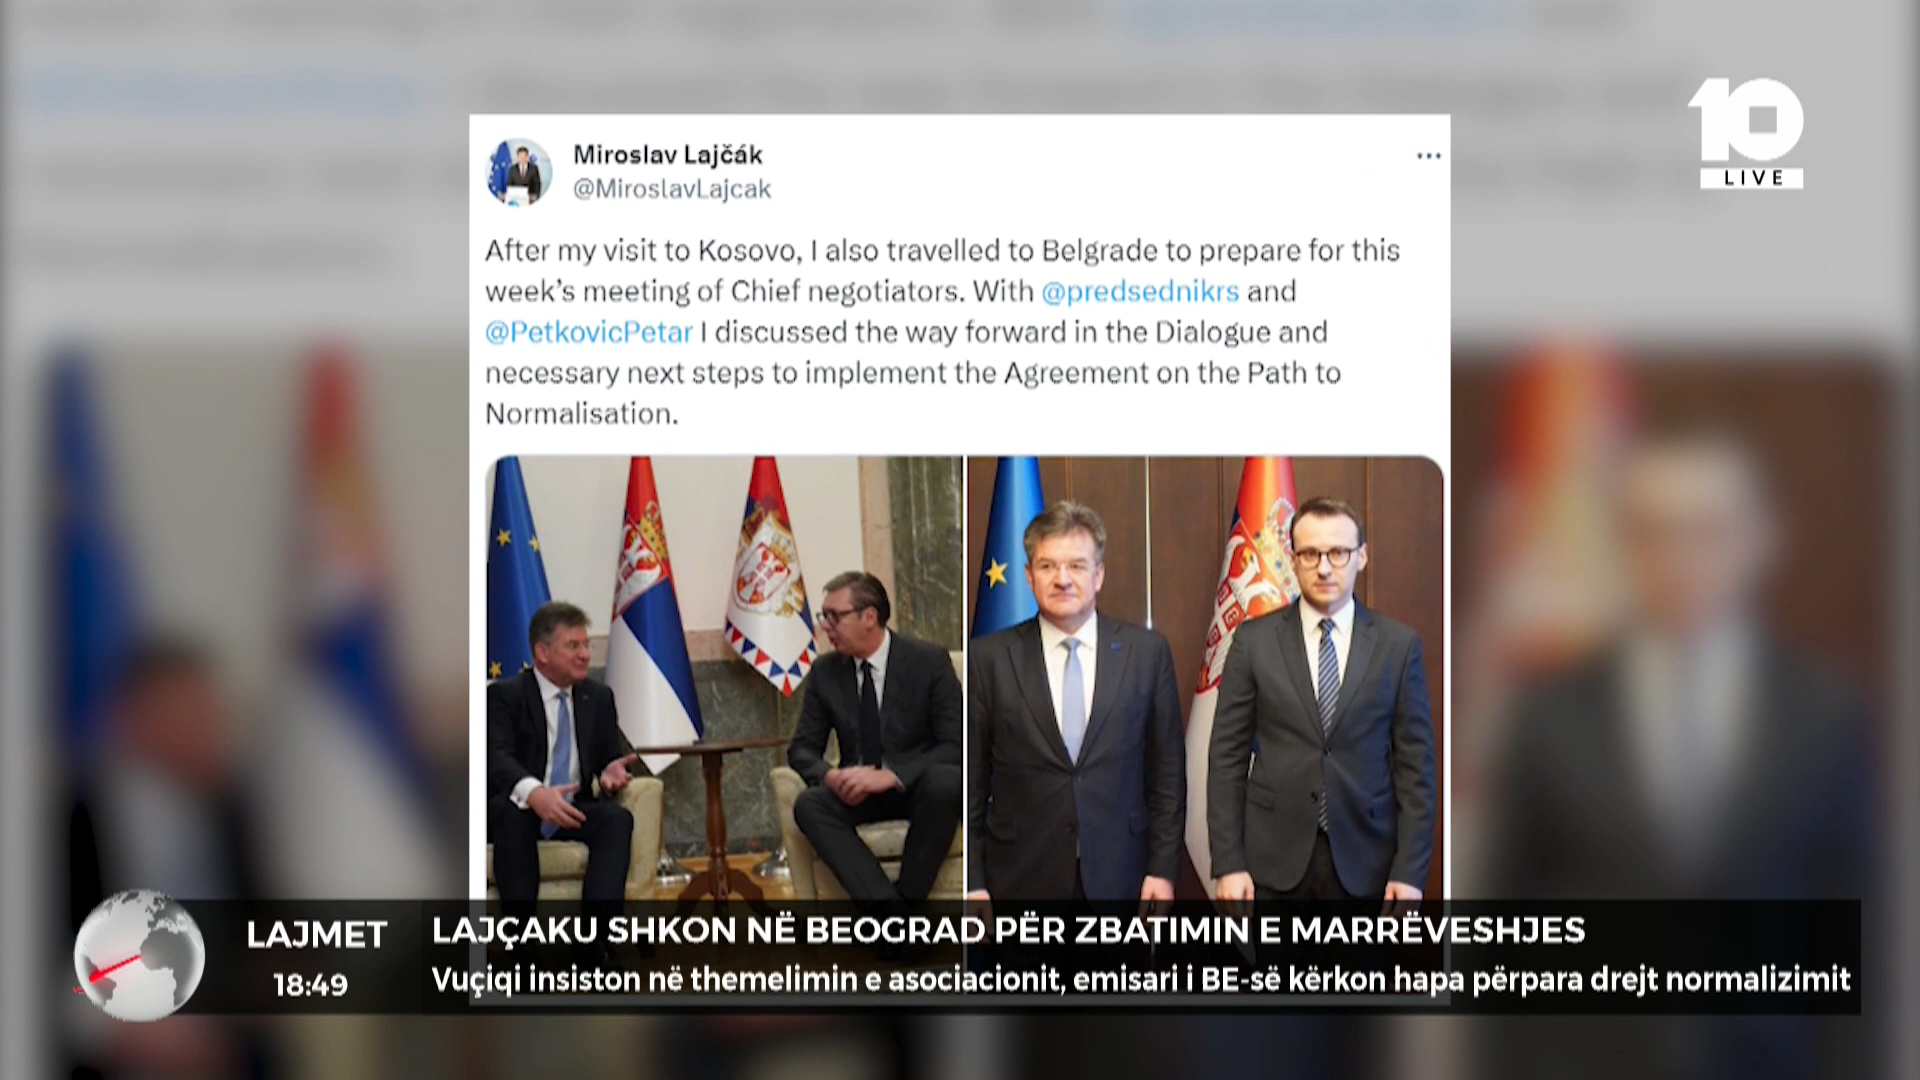 10
LIVE
Miroslav Lajčák
@MiroslavLajcak
After my visit to Kosovo, I also travelled to Belgrade to prepare for this
week’s meeting of Chief negotiators. With @predsednikrs and
@PetkovicPetar I discussed the way forward in the Dialogue and
necessary next steps to implement the Agreement on the Path to
Normalisation.
LAJMET
18:49
LAJÇAKU SHKON NË BEOGRAD PËR ZBATIMIN E MARRËVESHJES
Vuçiqi insiston në themelimin e asociacionit, emisari i BE-së kërkon hapa përpara drejt normalizimit